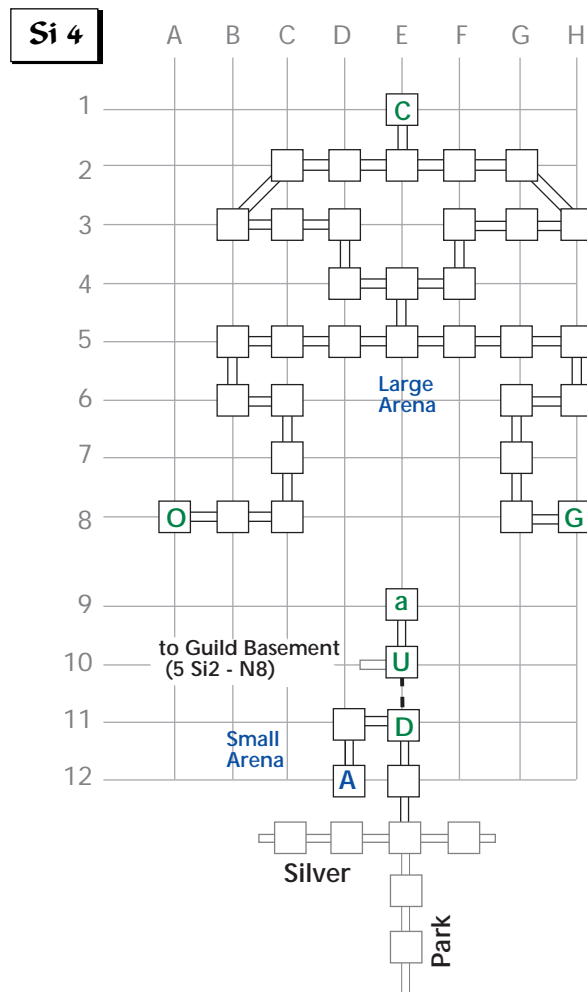 Si 4
A B C D E F G H
1
C
2
3
4
5
Large
Arena
6
7
8
O
G
9
a
to Guild Basement
(5 Si2 - N8)
10
U
11
D
Small
Arena
12
A
Silver
Park